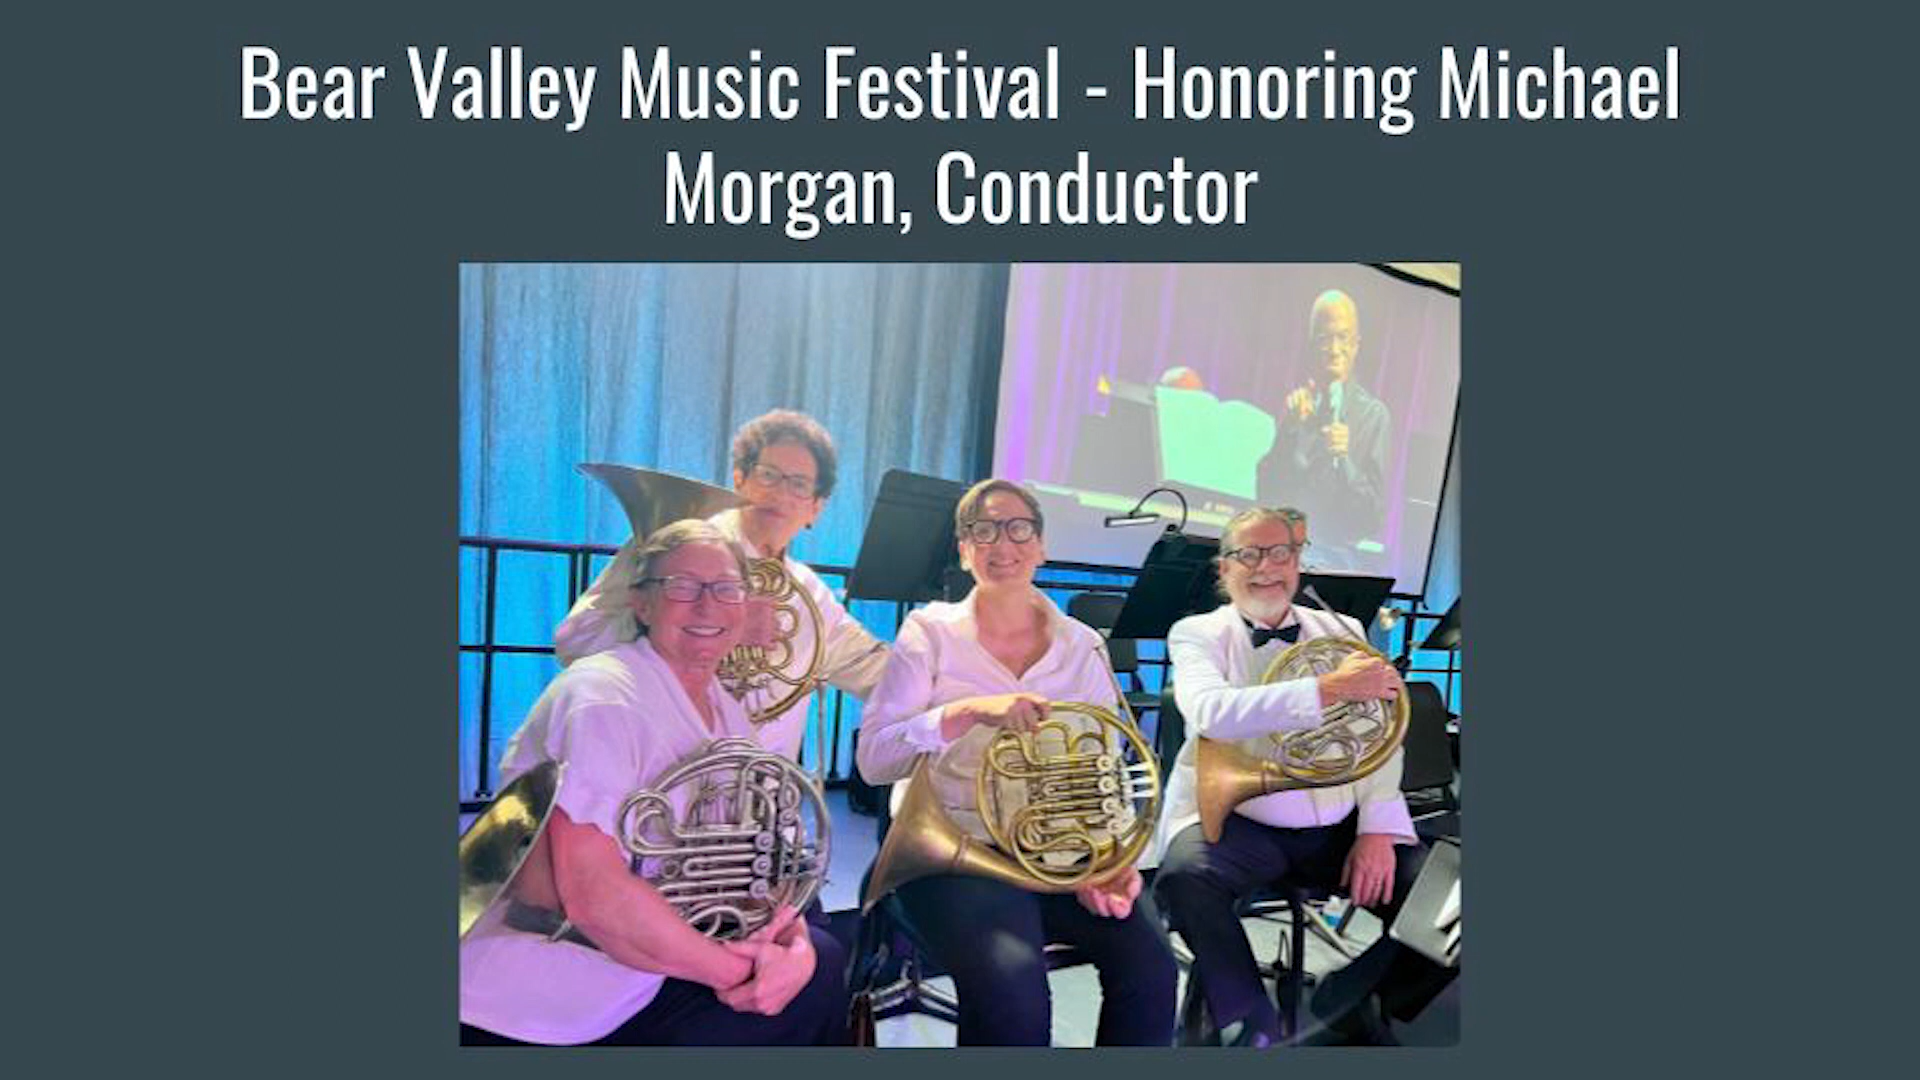 Bear Valley Music Festival - Honoring Michael
Morgan, Conductor